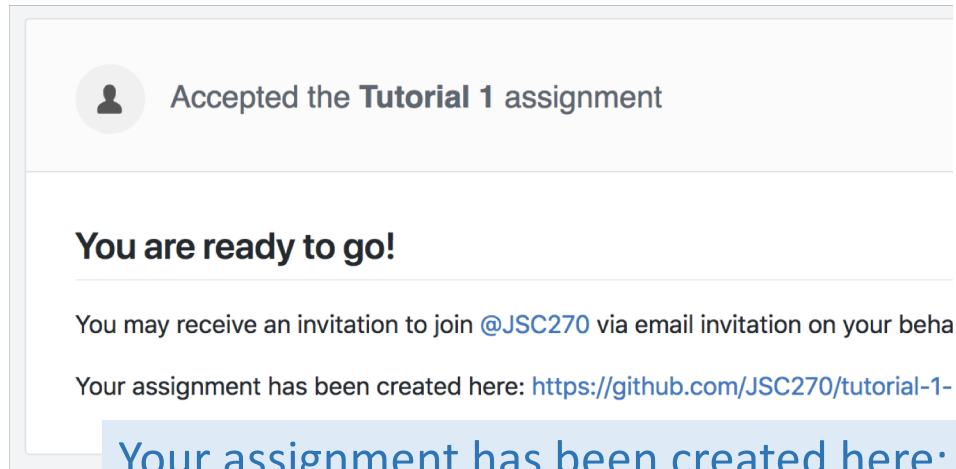 Accepted the Tutorial 1 assignment
You are ready to go!
You may receive an invitation to join @JSC270 via email invitation on your beha
Your assignment has been created here: https://github.com/JSC270/tutorial-1-
Your assignment has been created here: